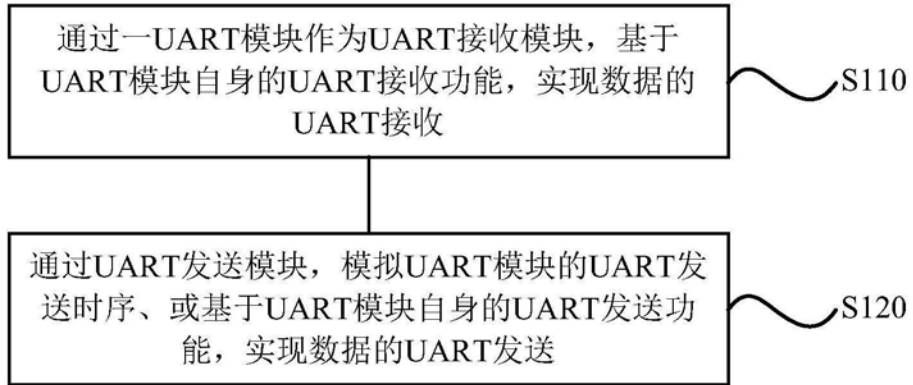 通过一UART模块作为UART接收模块，基于
UART模块自身的UART接收功能，实现数据的
UART接收
S110
通过UART发送模块，模拟UART模块的UART发
送时序、或基于UART模块自身的UART发送功
能，实现数据的UART发送
S120